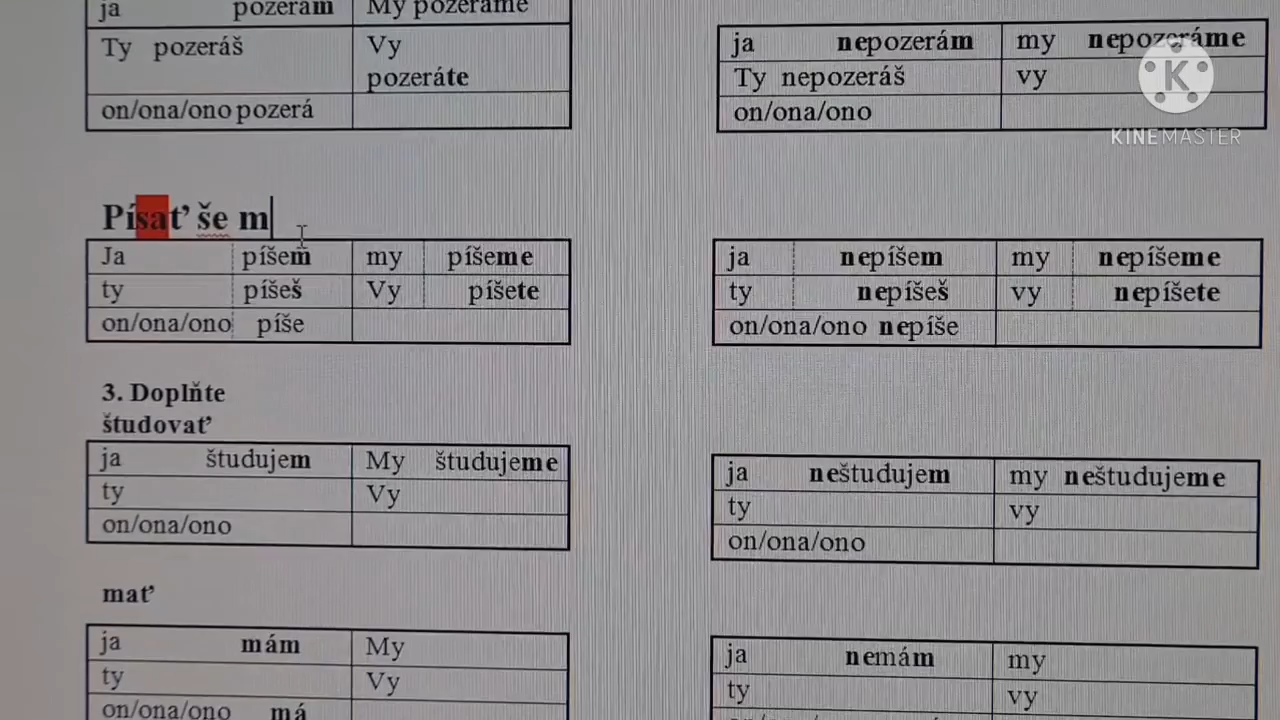 ja pozerám My pozeráme
Ty pozeráš Vy
pozeráte
on/ona/ono pozerá
ja nepozerám my nepozeráme
Ty nepozeráš vy
on/ona/ono
KINEMASTER
Písať še m
Ja píšem my píšeme
ty píšeš Vy píšete
on/ona/ono píše
ja nepíšem my nepíšeme
ty nepíšeš vy nepíšete
on/ona/ono nepíše
3. Doplňte
študovať
ja študujem My študujeme
ty Vy
on/ona/ono
ja neštudujem my neštudujeme
ty vy
on/ona/ono
mať
ja mám My
ty Vy
on/ona/ono má
ja nemám my
ty vy